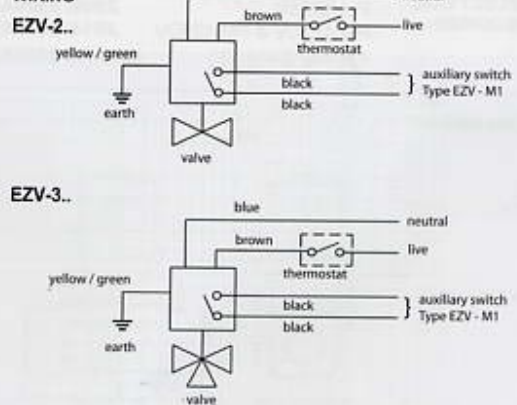 EZV-2..
brown
live
thermostat
yellow / green
black
auxiliary switch
Type EZV - M1
black
earth
valve
EZV-3..
blue
neutral
brown
live
thermostat
yellow / green
black
auxiliary switch
Type EZV - M1
black
earth
valve